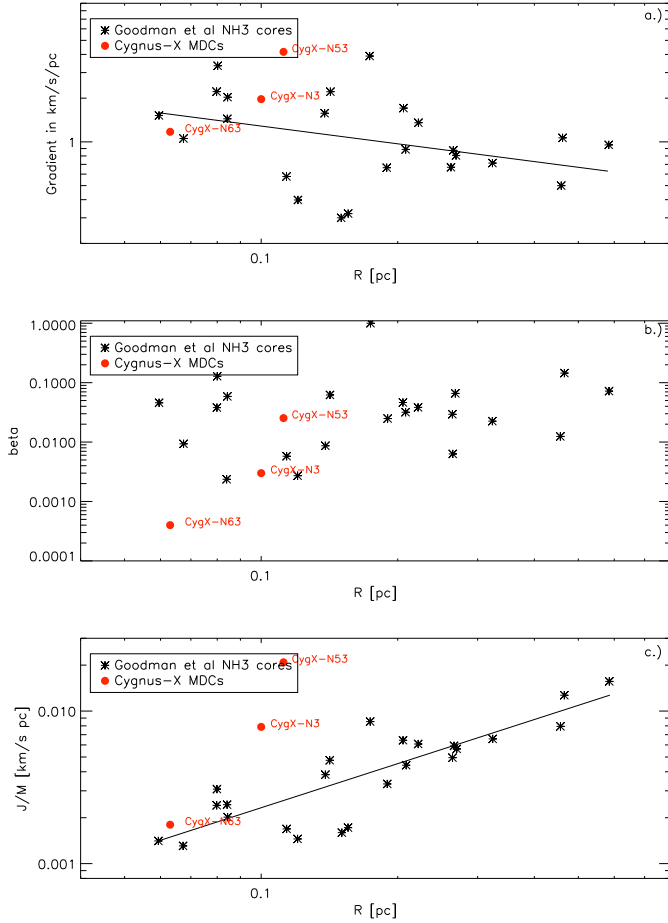 a.)
Goodman et al NH3 cores
Cygnus-X MDCs
CygX-N53
CygX-N3
CygX-N63
Gradient in km/s/pc
1
0.1
R [pc]
b.)
Goodman et al NH3 cores
Cygnus-X MDCs
CygX-N53
CygX-N3
CygX-N63
beta
1.0000
0.1000
0.0100
0.0010
0.0001
0.1
R [pc]
c.)
Goodman et al NH3 cores
Cygnus-X MDCs
CygX-N53
CygX-N3
CygX-N63
J/M [km/s pc]
0.010
0.001
0.1
R [pc]